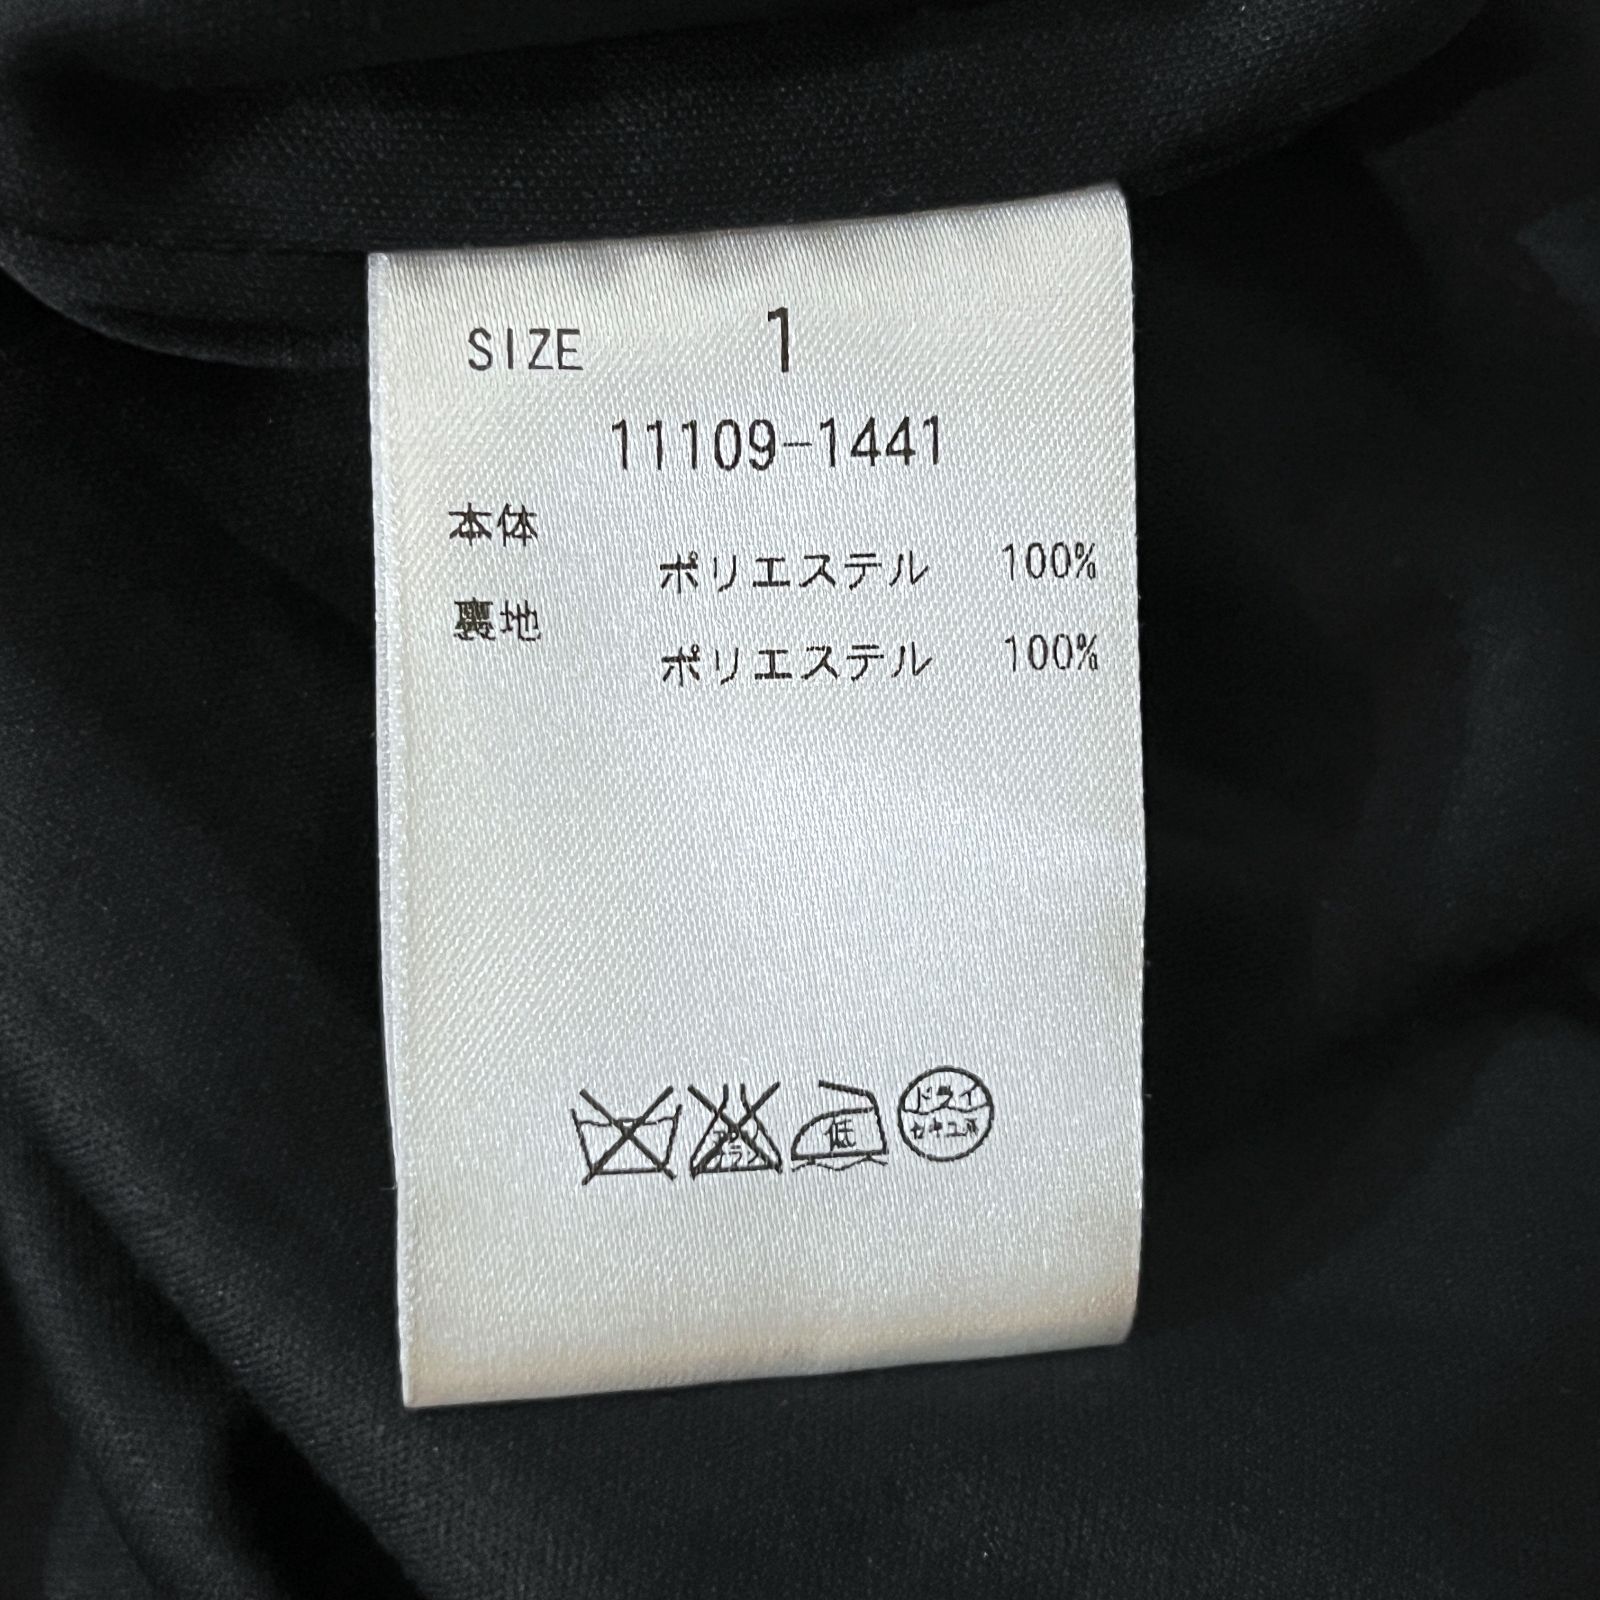 SIZE 1
11109-1441
本体
ポリエステル 100%
裏地
ポリエステル 100%
低
ドライ
セキユ系